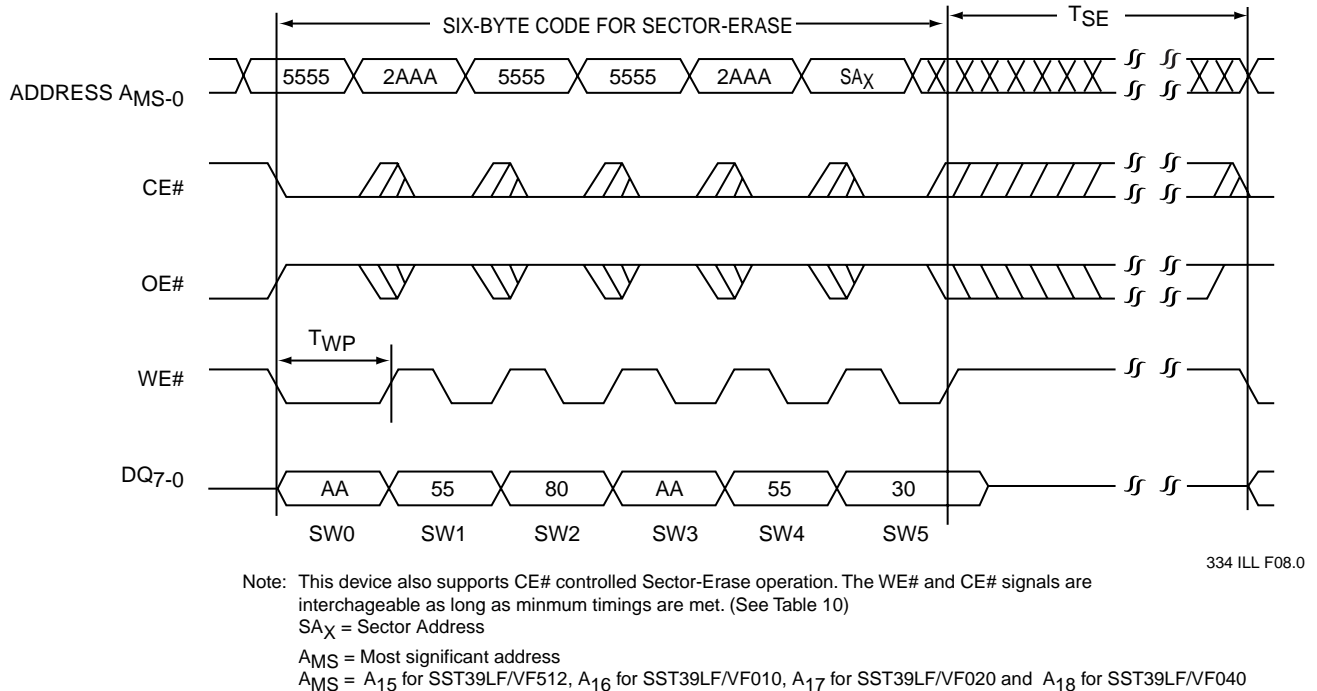 SIX-BYTE CODE FOR SECTOR-ERASE
TSE
ADDRESS AMS-0
5555 2AAA 5555 5555 2AAA SAX
CE#
OE#
TWP
WE#
DQ7-0
AA 55 80 AA 55 30
SW0 SW1 SW2 SW3 SW4 SW5
334 ILL F08.0
Note: This device also supports CE# controlled Sector-Erase operation. The WE# and CE# signals are
interchageable as long as minmum timings are met. (See Table 10)
SAX = Sector Address
AMS = Most significant address
AMS = A15 for SST39LF/VF512, A16 for SST39LF/VF010, A17 for SST39LF/VF020 and A18 for SST39LF/VF040